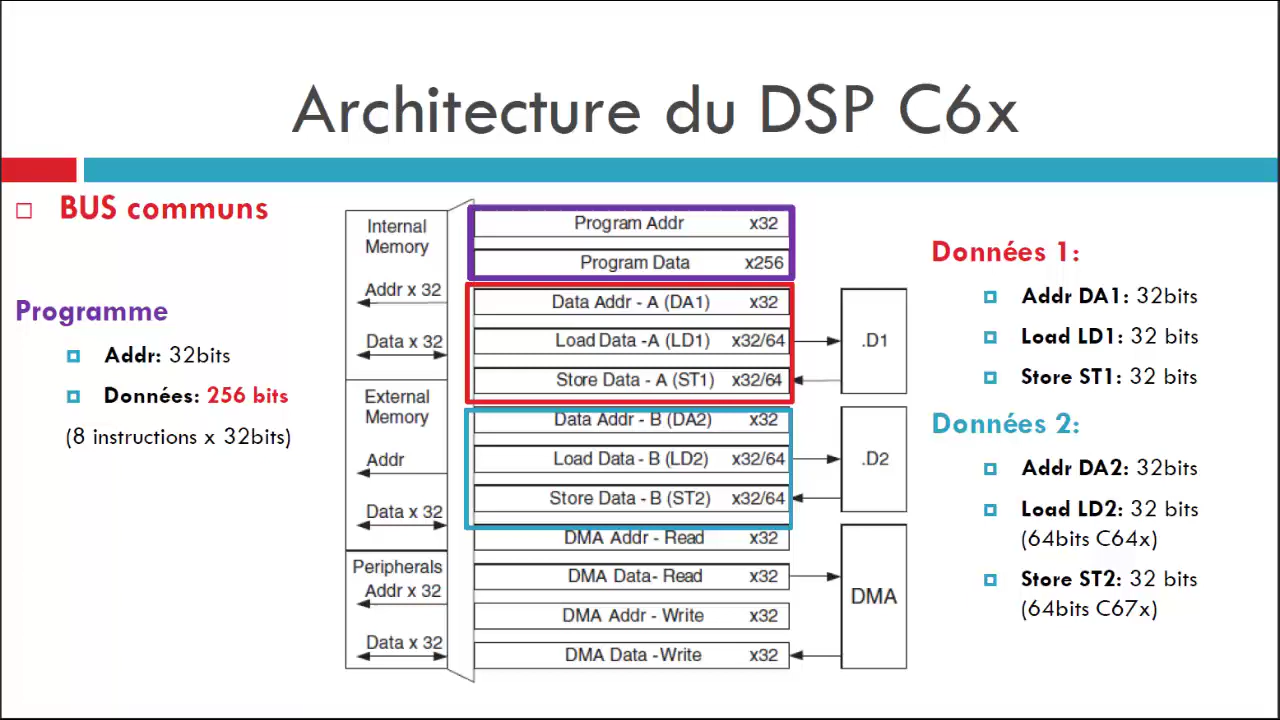 Architecture du DSP C6x
BUS communs
Programme
Addr: 32bits
Données: 256 bits
(8 instructions x 32bits)
Internal
Memory
Addr x 32
Data x 32
External
Memory
Addr
Data x 32
Peripherals
Addr x 32
Data x 32
Program Addr x32
Program Data x256
Data Addr - A (DA1) x32
Load Data -A (LD1) x32/64
Store Data - A (ST1) x32/64
Data Addr - B (DA2) x32
Load Data - B (LD2) x32/64
Store Data - B (ST2) x32/64
DMA Addr - Read x32
DMA Data- Read x32
DMA Addr - Write x32
DMA Data -Write x32
.D1
.D2
DMA
Données 1:
Addr DA1: 32bits
Load LD1: 32 bits
Store ST1: 32 bits
Données 2:
Addr DA2: 32bits
Load LD2: 32 bits
(64bits C64x)
Store ST2: 32 bits
(64bits C67x)